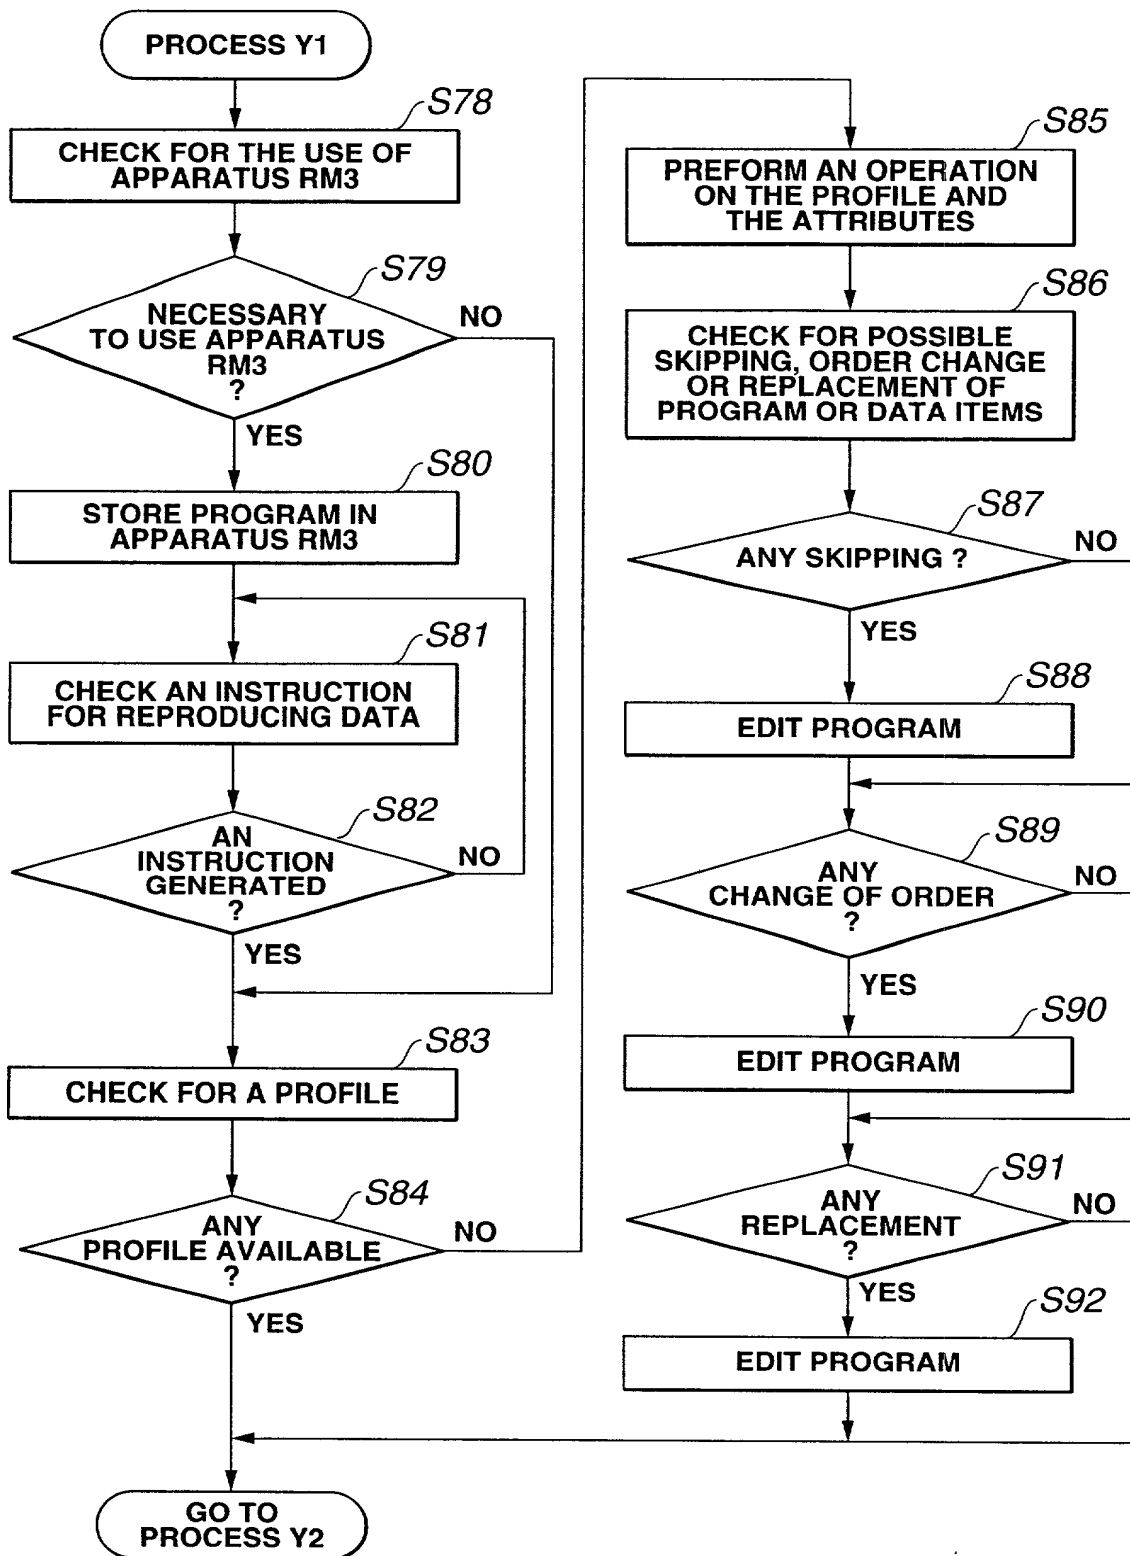 PROCESS Y1
S78
CHECK FOR THE USE OF
APPARATUS RM3
S79
NECESSARY
TO USE APPARATUS
RM3
?
NO
YES
S80
STORE PROGRAM IN
APPARATUS RM3
S81
CHECK AN INSTRUCTION
FOR REPRODUCING DATA
S82
AN
INSTRUCTION
GENERATED
?
NO
YES
S83
CHECK FOR A PROFILE
S84
ANY
PROFILE AVAILABLE
?
NO
YES
GO TO
PROCESS Y2
S85
PREFORM AN OPERATION
ON THE PROFILE AND
THE ATTRIBUTES
S86
CHECK FOR POSSIBLE
SKIPPING, ORDER CHANGE
OR REPLACEMENT OF
PROGRAM OR DATA ITEMS
S87
ANY SKIPPING ?
NO
YES
S88
EDIT PROGRAM
S89
ANY
CHANGE OF ORDER
?
NO
YES
S90
EDIT PROGRAM
S91
ANY
REPLACEMENT
?
NO
YES
S92
EDIT PROGRAM